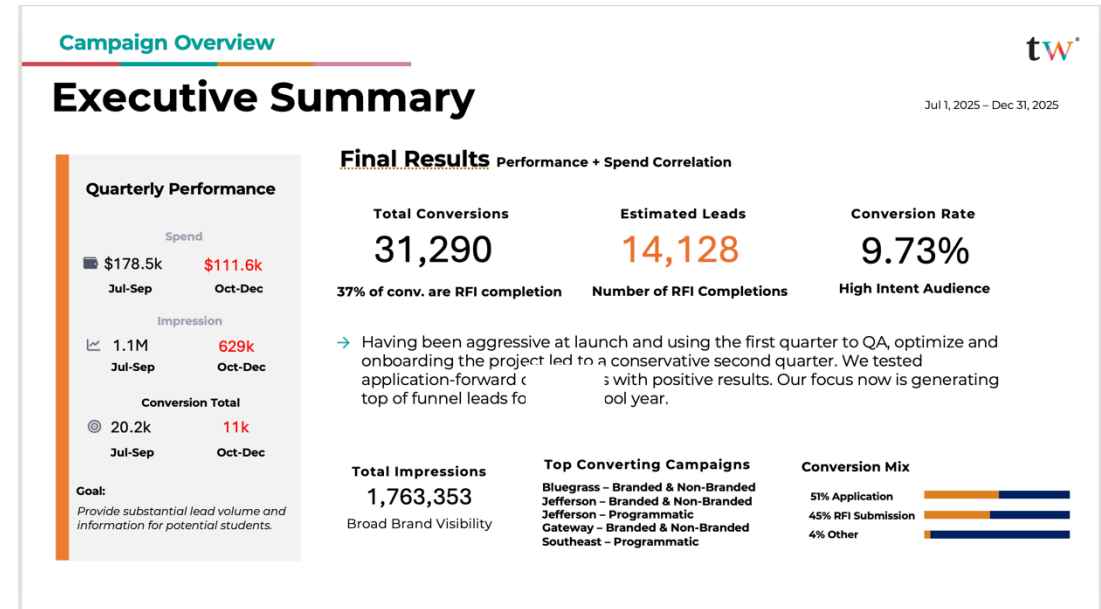 Campaign Overview
tw
Executive Summary
Jul 1, 2025 – Dec 31, 2025
Quarterly Performance
Spend
$178.5k $111.6k
Jul-Sep Oct-Dec
Impression
1.1M 629k
Jul-Sep Oct-Dec
Conversion Total
20.2k 11k
Jul-Sep Oct-Dec
Goal:
Provide substantial lead volume and
information for potential students.
Final Results Performance + Spend Correlation
Total Conversions Estimated Leads Conversion Rate
31,290 14,128 9.73%
37% of conv. are RFI completion Number of RFI Completions High Intent Audience
→ Having been aggressive at launch and using the first quarter to QA, optimize and
onboarding the project led to a conservative second quarter. We tested
application-forward with positive results. Our focus now is generating
top of funnel leads year.
Total Impressions
1,763,353
Broad Brand Visibility
Top Converting Campaigns
Bluegrass – Branded & Non-Branded
Jefferson – Branded & Non-Branded
Jefferson – Programmatic
Gateway – Branded & Non-Branded
Southeast – Programmatic
Conversion Mix
51% Application
45% RFI Submission
4% Other